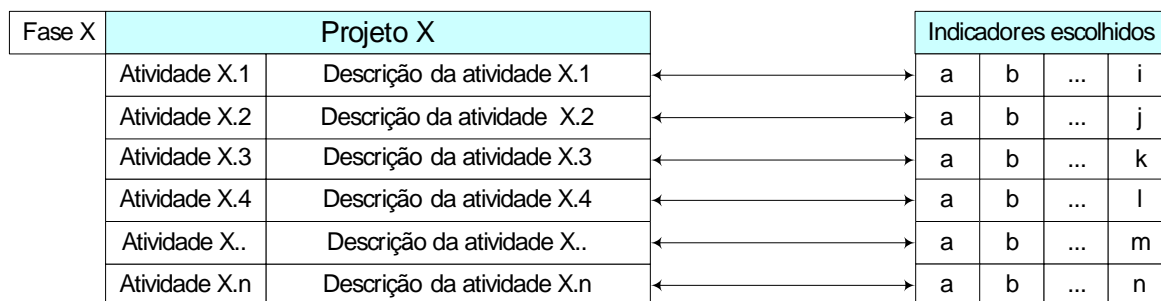 Fase X Projeto X Indicadores escolhidos
Atividade X.1 Descrição da atividade X.1 a b ... i
Atividade X.2 Descrição da atividade X.2 a b ... j
Atividade X.3 Descrição da atividade X.3 a b ... k
Atividade X.4 Descrição da atividade X.4 a b ... l
Atividade X.. Descrição da atividade X.. a b ... m
Atividade X.n Descrição da atividade X.n a b ... n